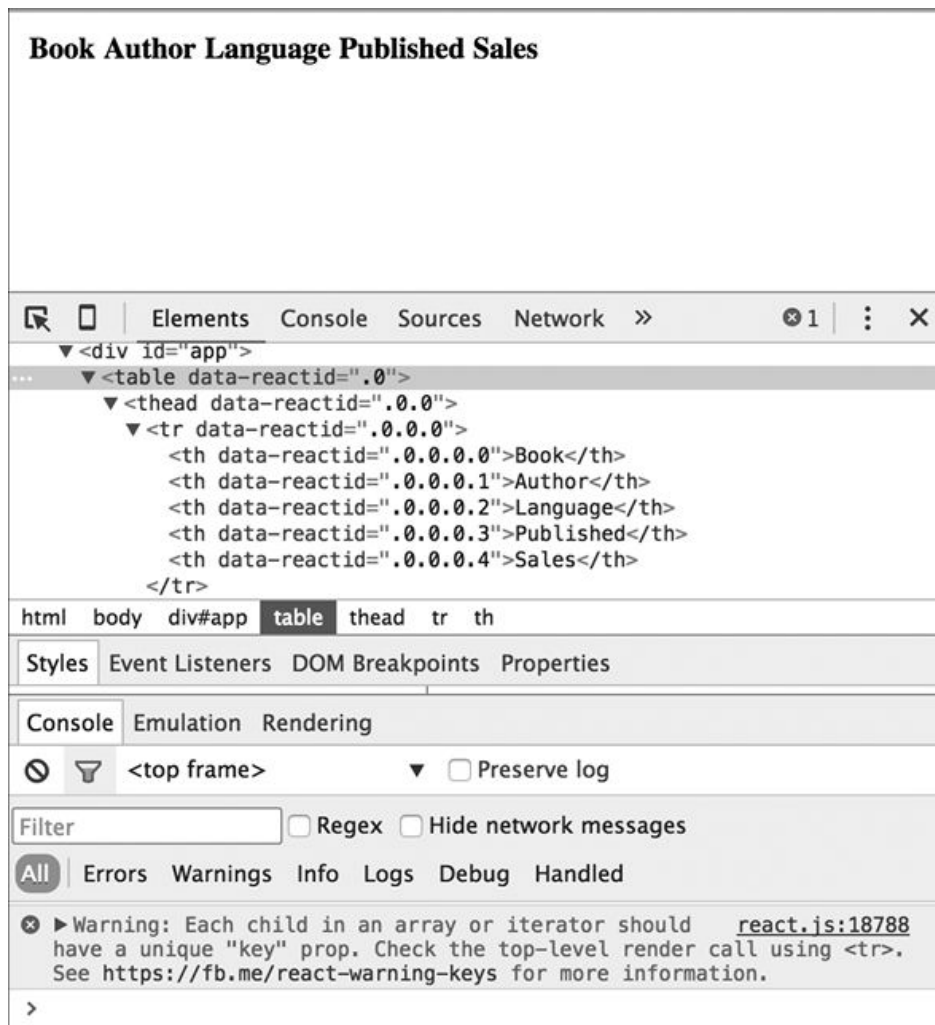 Book Author Language Published Sales
Elements Console Sources Network » 1
▼<div id="app">
... ▼<table data-reactid=".0">
▼<thead data-reactid=".0.0">
▼<tr data-reactid=".0.0.0">
<th data-reactid=".0.0.0.0">Book</th>
<th data-reactid=".0.0.0.1">Author</th>
<th data-reactid=".0.0.0.2">Language</th>
<th data-reactid=".0.0.0.3">Published</th>
<th data-reactid=".0.0.0.4">Sales</th>
</tr>
html body div#app table thead tr th
Styles Event Listeners DOM Breakpoints Properties
Console Emulation Rendering
<top frame> ▼ Preserve log
Filter Regex Hide network messages
All Errors Warnings Info Logs Debug Handled
▶Warning: Each child in an array or iterator should react.js:18788
have a unique "key" prop. Check the top-level render call using <tr>.
See https://fb.me/react-warning-keys for more information.
>